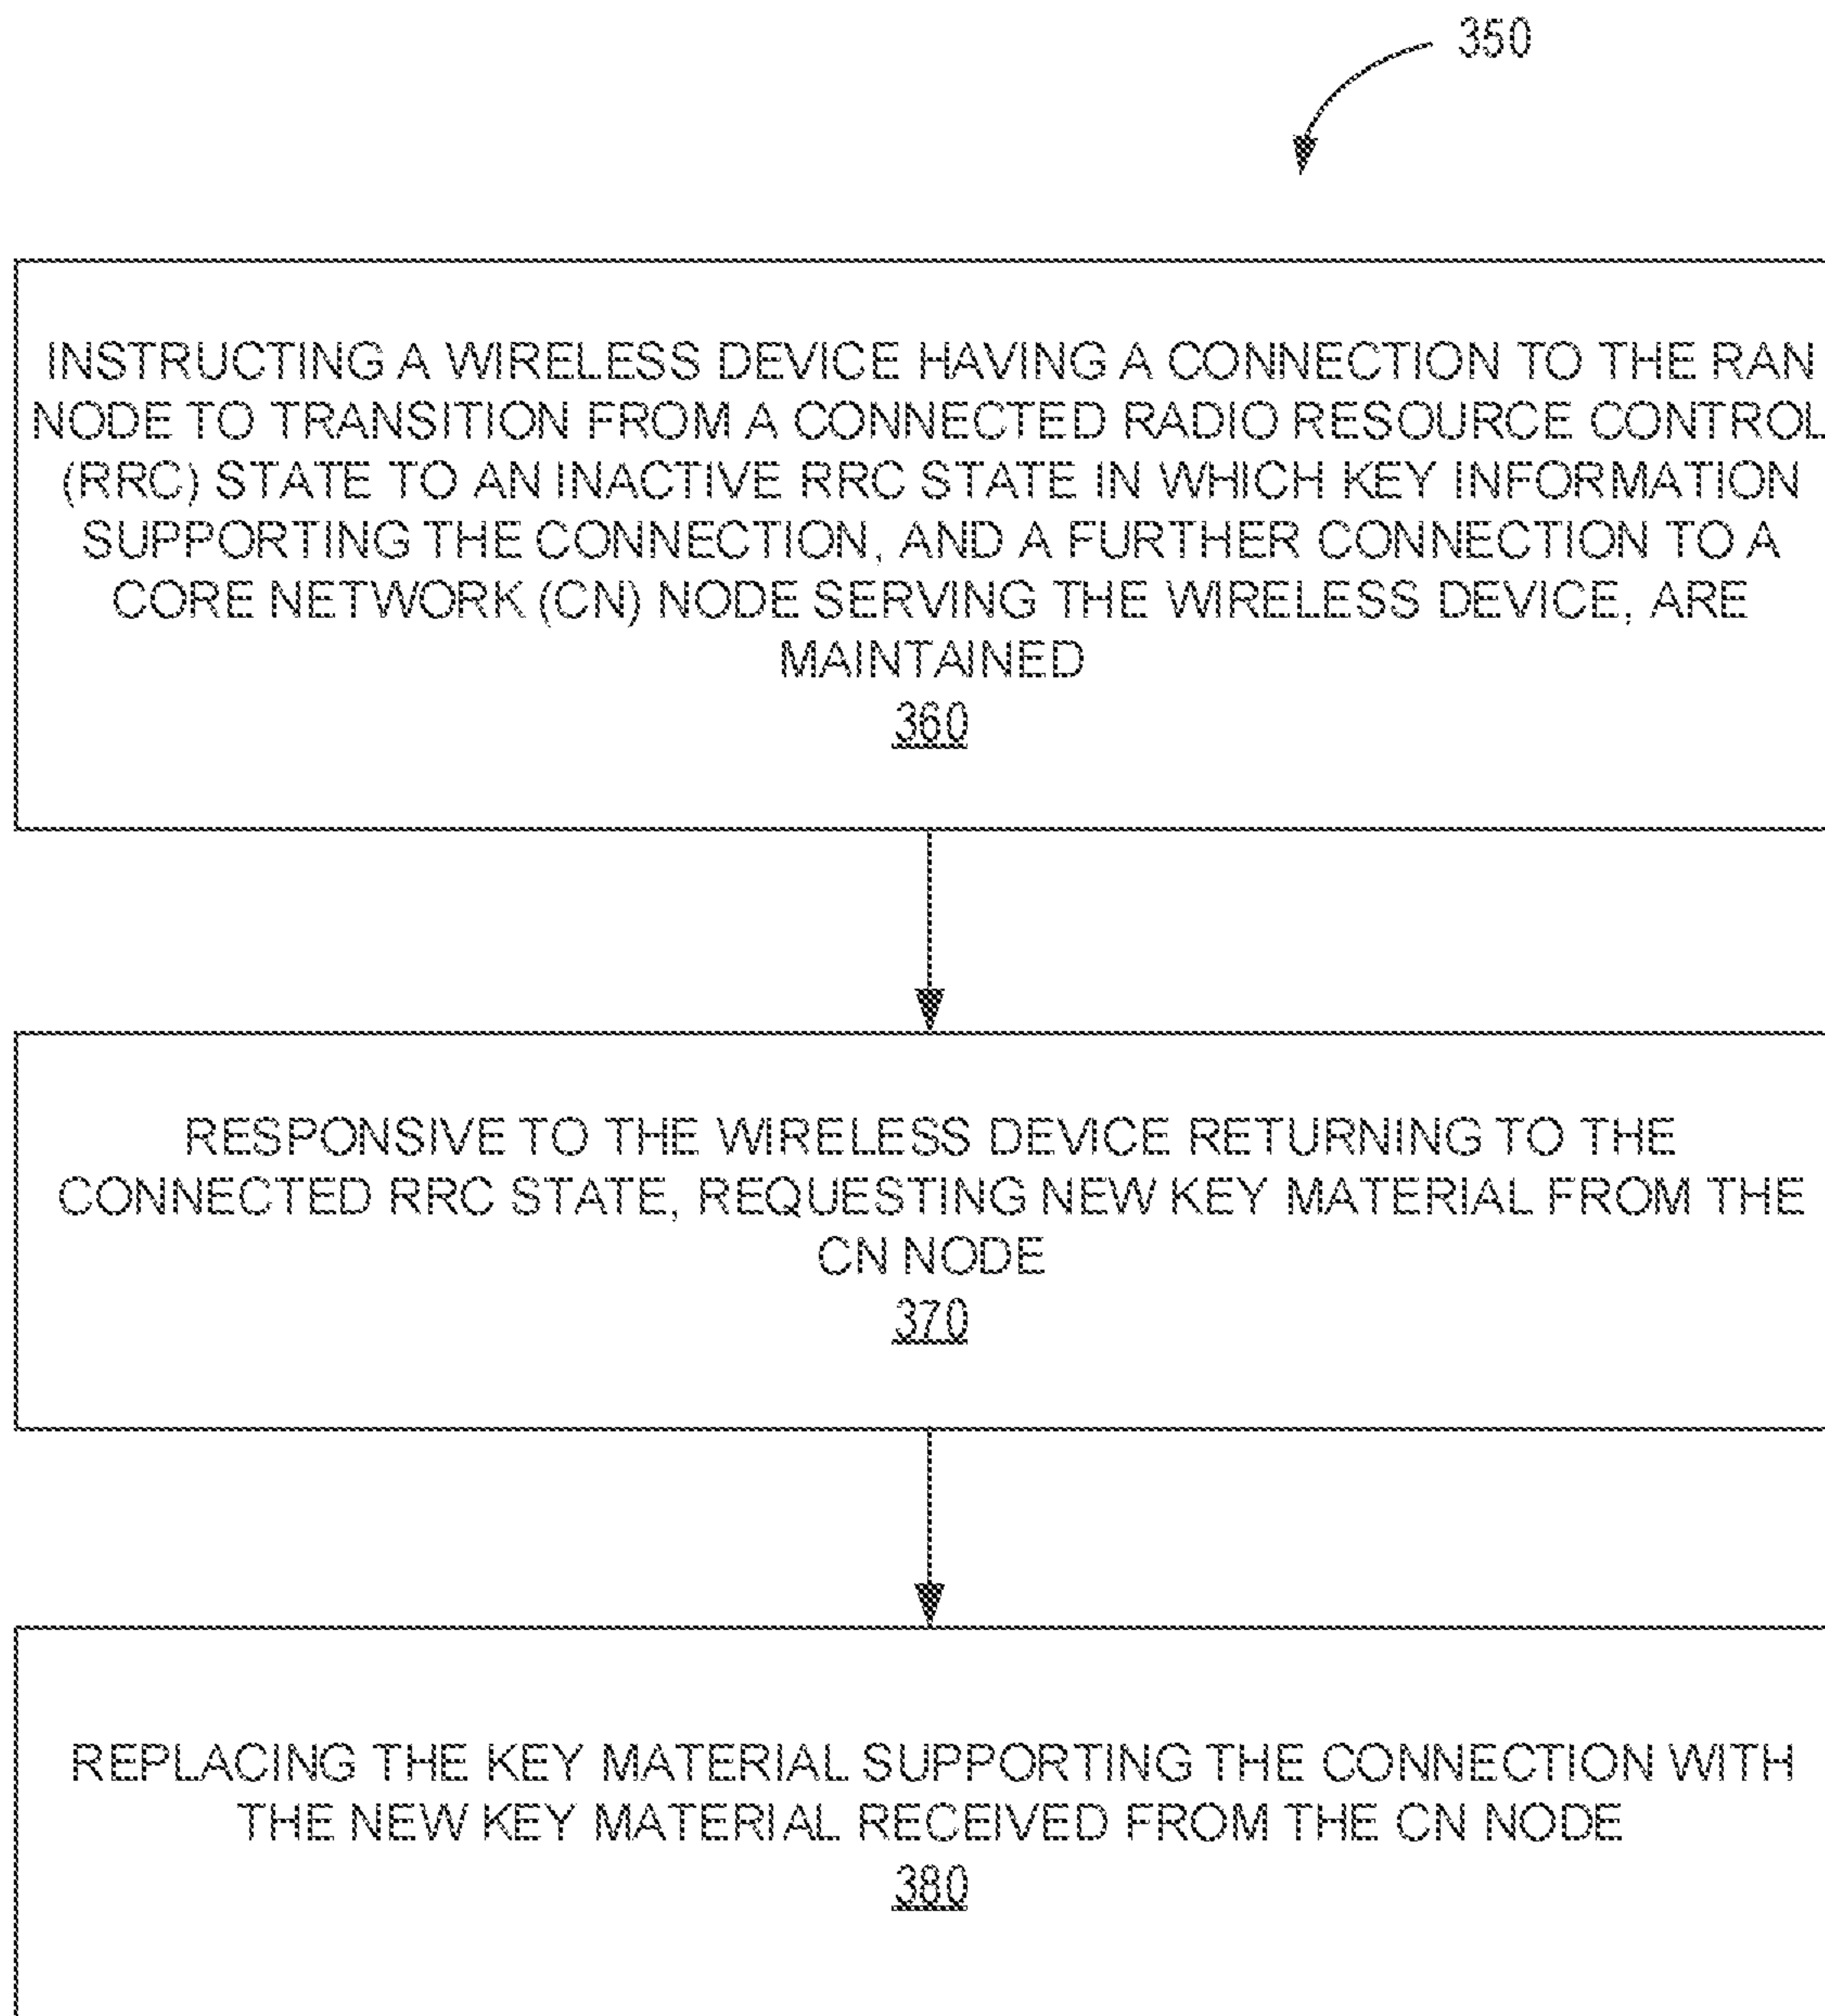 350
INSTRUCTING A WIRELESS DEVICE HAVING A CONNECTION TO THE RAN
NODE TO TRANSITION FROM A CONNECTED RADIO RESOURCE CONTROL
(RRC) STATE TO AN INACTIVE RRC STATE IN WHICH KEY INFORMATION
SUPPORTING THE CONNECTION, AND A FURTHER CONNECTION TO A
CORE NETWORK (CN) NODE SERVING THE WIRELESS DEVICE, ARE
MAINTAINED
360
RESPONSIVE TO THE WIRELESS DEVICE RETURNING TO THE
CONNECTED RRC STATE, REQUESTING NEW KEY MATERIAL FROM THE
CN NODE
370
REPLACING THE KEY MATERIAL SUPPORTING THE CONNECTION WITH
THE NEW KEY MATERIAL RECEIVED FROM THE CN NODE
380